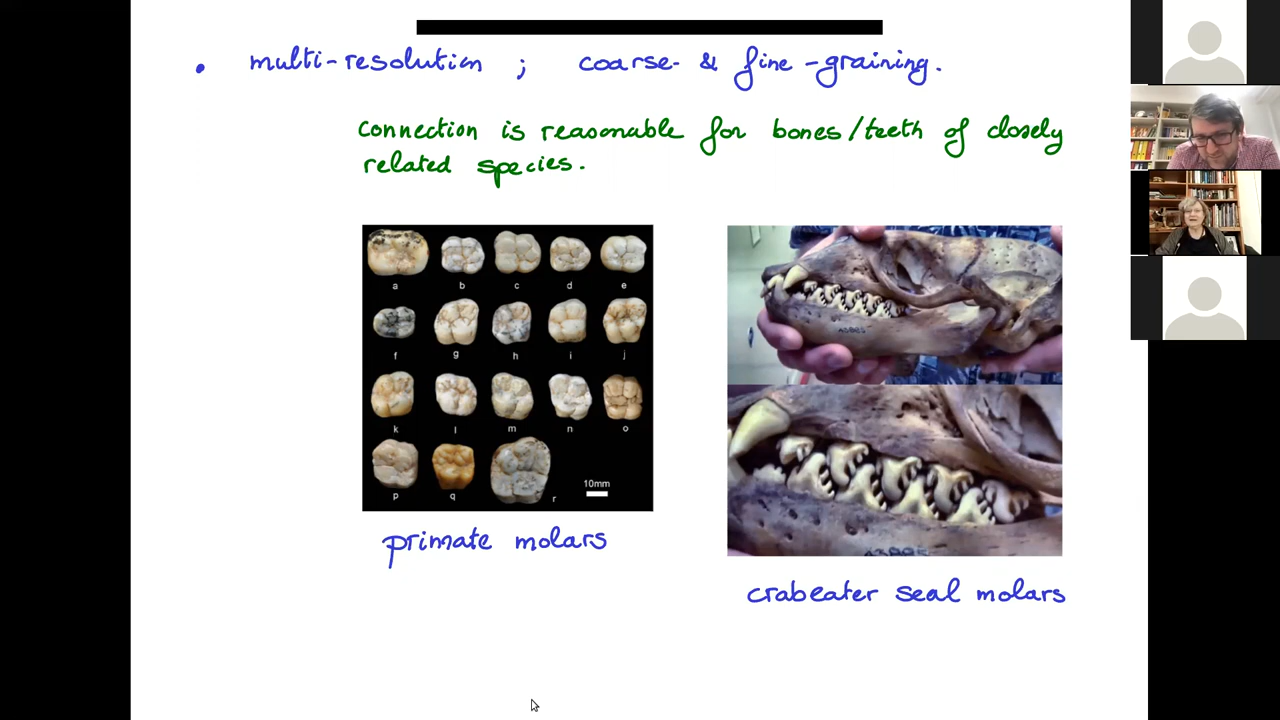 • multi-resolution ; coarse- & fine-graining.
connection is reasonable for bones/teeth of closely
related species.
a b c d e
f g h i j
k l m n o
p q r
10mm
primate molars
crabeater seal molars